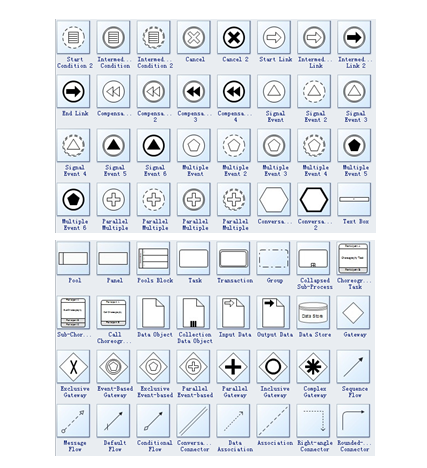 Start
Condition 2
Intermed...
Condition
Intermed...
Condition 2
Cancel
Cancel 2
Start Link
Intermed...
Link
Intermed...
Link 2
End Link
Compensa...
Compensa...
2
Compensa...
3
Compensa...
4
Signal
Event
Signal
Event 2
Signal
Event 3
Signal
Event 4
Signal
Event 5
Signal
Event 6
Multiple
Event
Multiple
Event 2
Multiple
Event 3
Multiple
Event 4
Multiple
Event 5
Multiple
Event 6
Parallel
Multiple
Parallel
Multiple
Parallel
Multiple
Parallel
Multiple
Conversa...
Conversa...
2
Text Box
Pool
Panel
Pools Block
Task
Transaction
Group
Collapsed
Sub-Process
Choreogr...
Task
Sub-Chor...
Call
Choreogr...
Data Object
Collection
Data Object
Input Data
Output Data
Data Store
Data Store
Gateway
Exclusive
Gateway
Event-Based
Gateway
Exclusive
Event-based
Parallel
Event-based
Parallel
Gateway
Inclusive
Gateway
Complex
Gateway
Sequence
Flow
Message
Flow
Default
Flow
Conditional
Flow
Conversa...
Connector
Data
Association
Association
Right-angle
Connector
Rounded-...
Connector